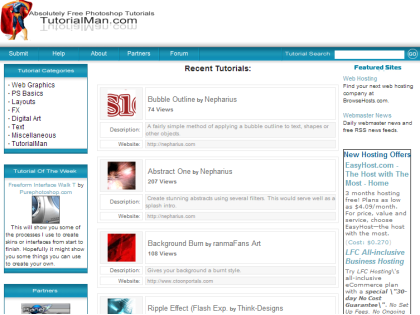 Absolutely Free Photoshop Tutorials
TutorialMan.com
Submit Help About Partners Forum Tutorial Search GO
Tutorial Categories
- Web Graphics
- PS Basics
- Layouts
- FX
- Digital Art
- Text
- Miscellaneous
- TutorialMan
Tutorial Of The Week
Freeform Interface Walk T by
Purephotoshop.com
This will show you some of
the processes I use to create
skins or interfaces from start to
finish. Hopefully it might show
you some things you can use
to create your own.
Partners
Recent Tutorials:
Bubble Outline by Nepharius
74 Views
Description: A fairly simple method of applying a bubble outline to text, shapes or
other objects.
Website: http://nepharius.com
Abstract One by Nepharius
207 Views
Description: Create stunning abstracts using several filters. This would serve well as a
splash intro.
Website: http://nepharius.com
Background Burn by ranmaFans Art
108 Views
Description: Gives your background a burnt style.
Website: http://www.cbonportals.com
Ripple Effect (Flash Exp. by Think-Designs
Featured Sites
Web Hosting
Find your next web hosting
company at
BrowseHosts.com.
Webmaster News
Daily webmaster news and
free RSS news feeds.
New Hosting Offers
EasyHost.com -
The Host with The
Most - Home
3 months hosting
free! Plans as low
as $4.09/month.
For price, value and
service, choose
EasyHost—the host
with the most.
(Cost: $0.270)
LFC All-inclusive
Business Hosting
Try LFC Hosting\'s
all-inclusive
eCommerce plan
with a special \"30-
day No Cost
Guarantee\". No Set
Up Fees. No Ongoing